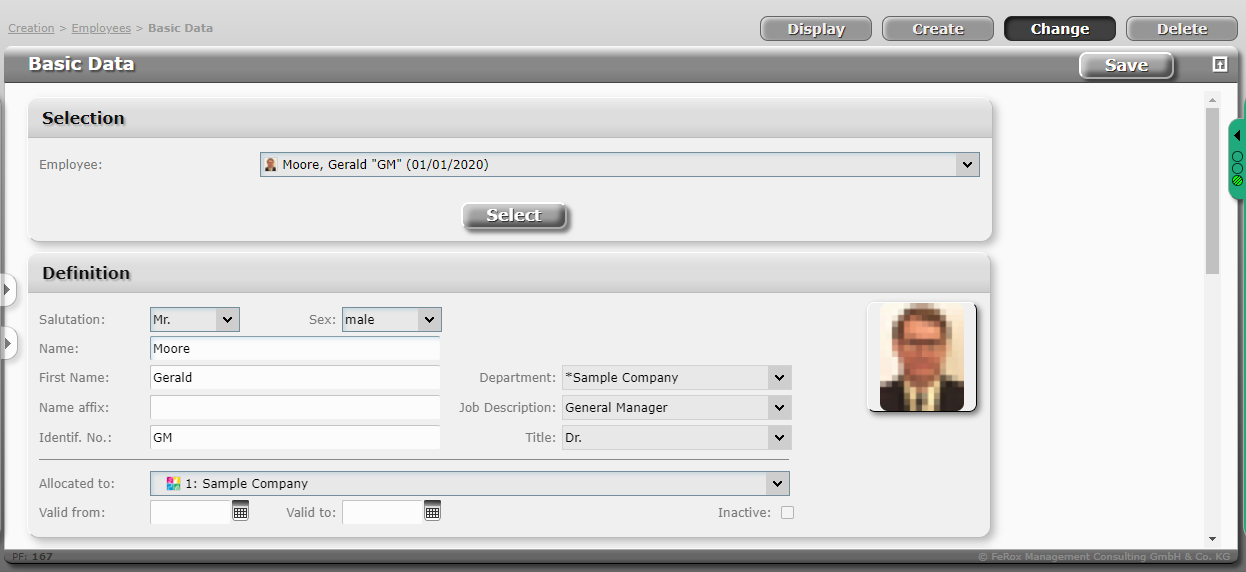 Creation > Employees > Basic Data
Display Create Change Delete
Basic Data Save
Selection
Employee: Moore, Gerald "GM" (01/01/2020)
Select
Definition
Salutation: Mr. Sex: male
Name: Moore
First Name: Gerald Department: *Sample Company
Name affix: Job Description: General Manager
Identif. No.: GM Title: Dr.
Allocated to: 1: Sample Company
Valid from: Valid to: Inactive:
PF: 167 © FeRox Management Consulting GmbH & Co. KG